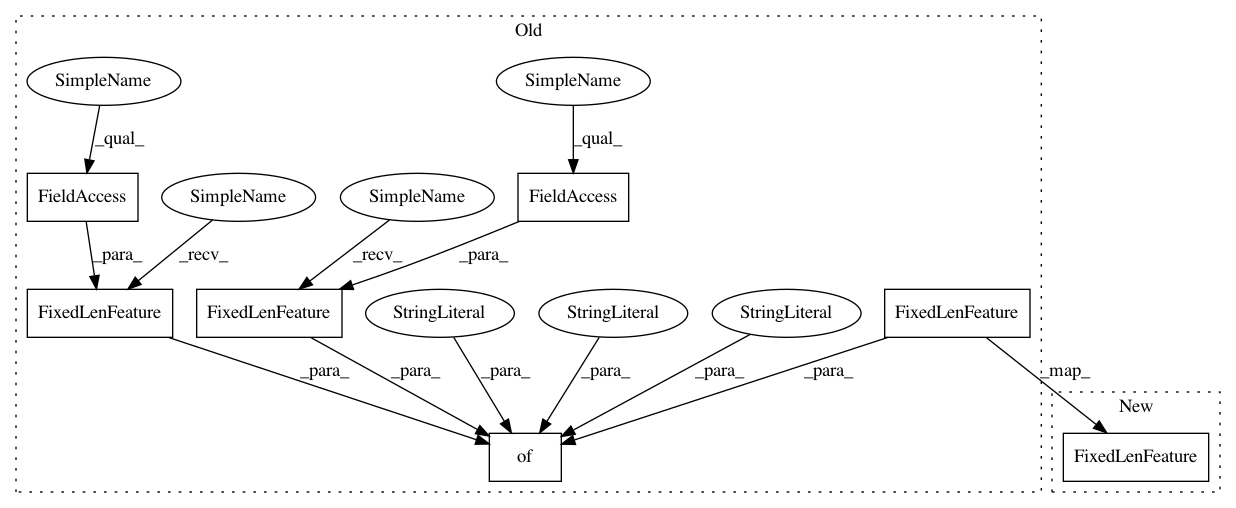 Old
SimpleName
SimpleName
_qual_
_qual_
FieldAccess
SimpleName
SimpleName
FieldAccess
_para_
_recv_
_recv_
_para_
FixedLenFeature
FixedLenFeature
StringLiteral
StringLiteral
StringLiteral
FixedLenFeature
_para_
_para_
_para_
_para_
_para_
_para_
_map_
New
of
FixedLenFeature